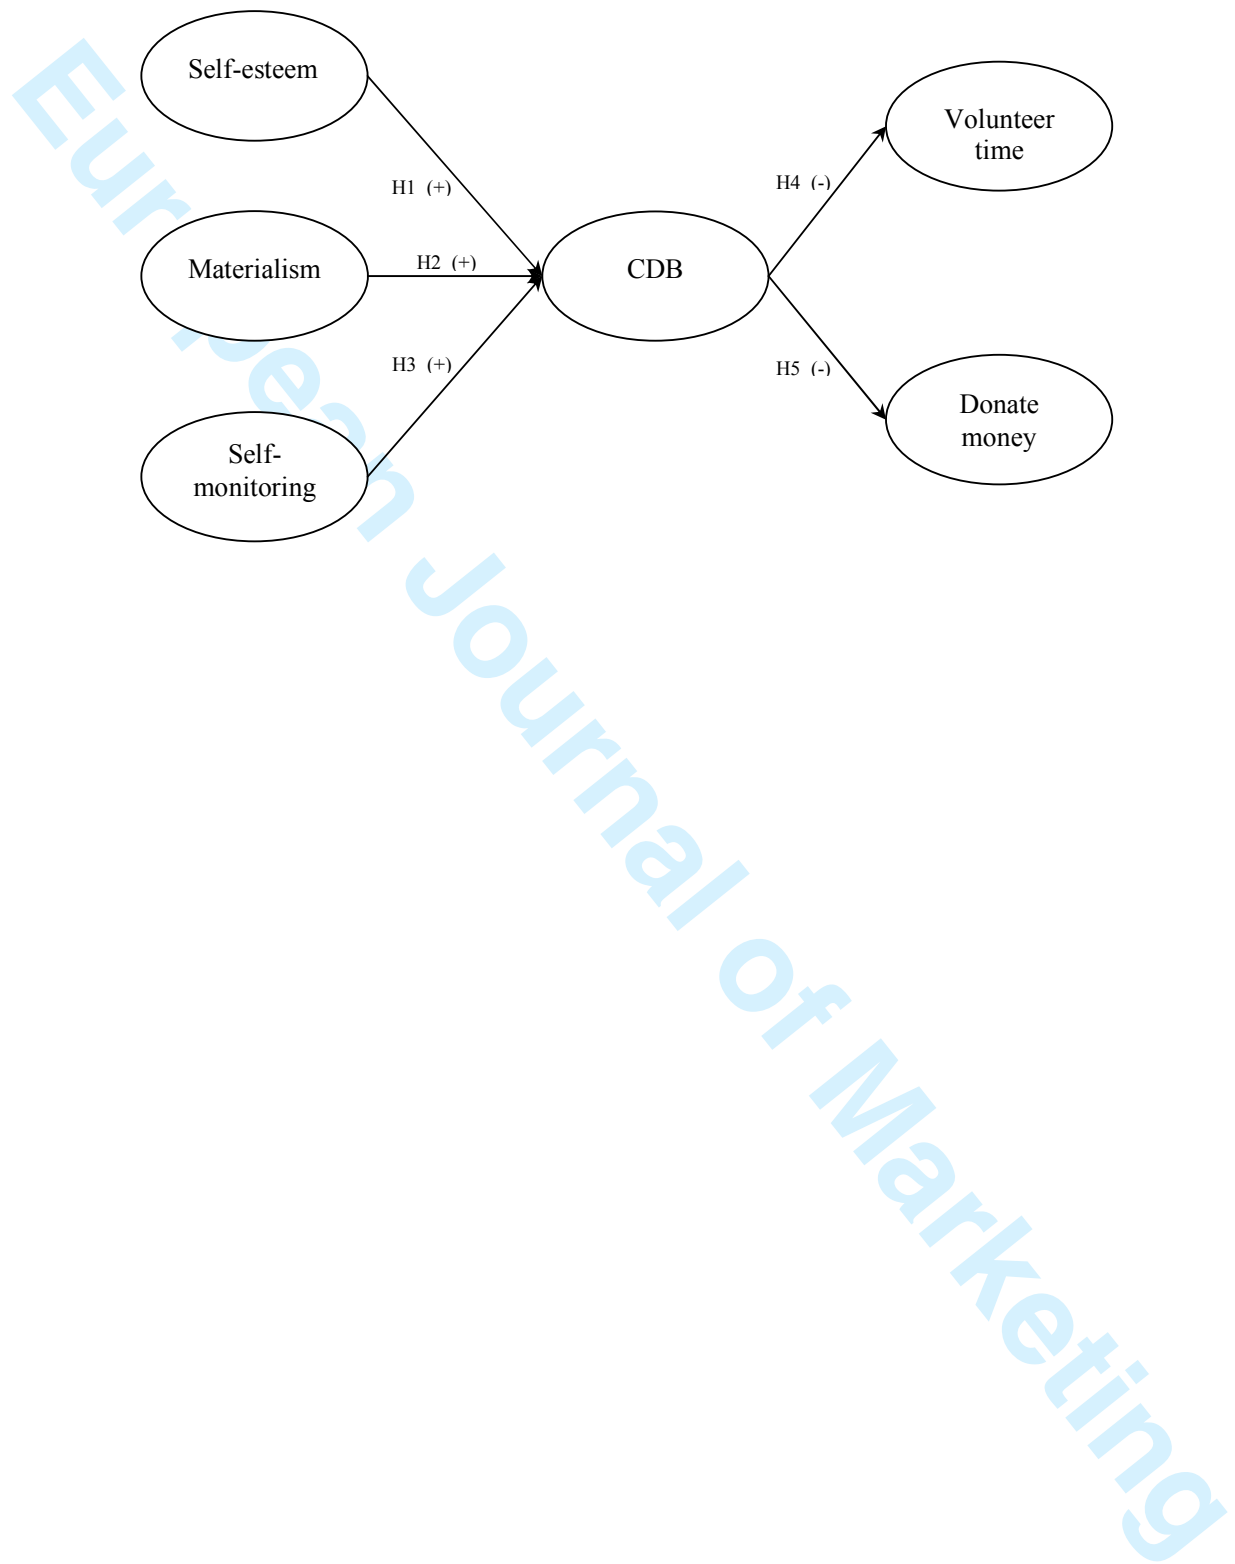 Self-esteem
H1 (+)
Materialism
H2 (+)
H3 (+)
Self-
monitoring
CDB
H4 (-)
H5 (-)
Volunteer
time
Donate
money
European Journal of Marketing